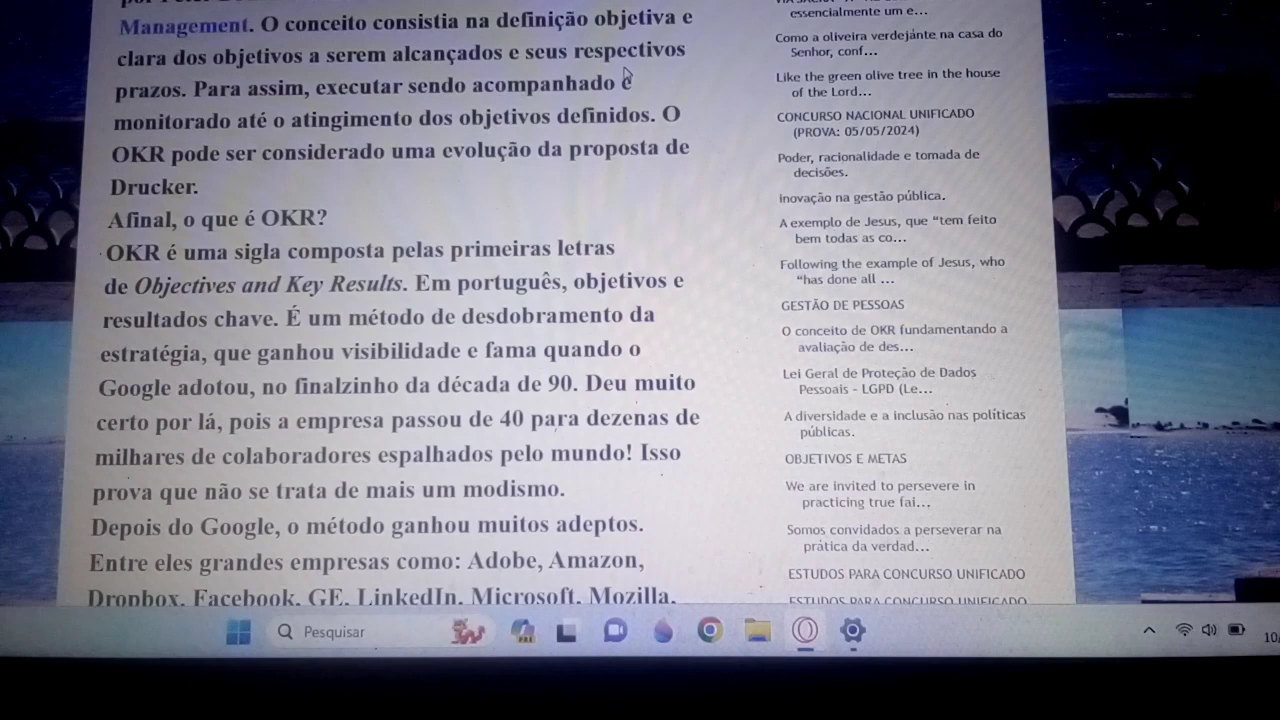 Management. O conceito consistia na definição objetiva e
clara dos objetivos a serem alcançados e seus respectivos
prazos. Para assim, executar sendo acompanhado e
monitorado até o atingimento dos objetivos definidos. O
OKR pode ser considerado uma evolução da proposta de
Drucker.
Afinal, o que é OKR?
OKR é uma sigla composta pelas primeiras letras
de Objectives and Key Results. Em português, objetivos e
resultados chave. É um método de desdobramento da
estratégia, que ganhou visibilidade e fama quando o
Google adotou, no finalzinho da década de 90. Deu muito
certo por lá, pois a empresa passou de 40 para dezenas de
milhares de colaboradores espalhados pelo mundo! Isso
prova que não se trata de mais um modismo.
Depois do Google, o método ganhou muitos adeptos.
Entre eles grandes empresas como: Adobe, Amazon,
Dropbox, Facebook, GE, LinkedIn, Microsoft, Mozilla,
essencialmente um e...
Como a oliveira verdejante na casa do
Senhor, conf...
Like the green olive tree in the house
of the Lord...
CONCURSO NACIONAL UNIFICADO
(PROVA: 05/05/2024)
Poder, racionalidade e tomada de
decisões.
inovação na gestão pública.
A exemplo de Jesus, que “tem feito
bem todas as co...
Following the example of Jesus, who
“has done all ...
GESTÃO DE PESSOAS
O conceito de OKR fundamentando a
avaliação de des...
Lei Geral de Proteção de Dados
Pessoais - LGPD (Le...
A diversidade e a inclusão nas políticas
públicas.
OBJETIVOS E METAS
We are invited to persevere in
practicing true fai...
Somos convidados a perseverar na
prática da verdad...
ESTUDOS PARA CONCURSO UNIFICADO
ESTUDOS PARA CONCURSO UNIFICADO
Pesquisar
10/